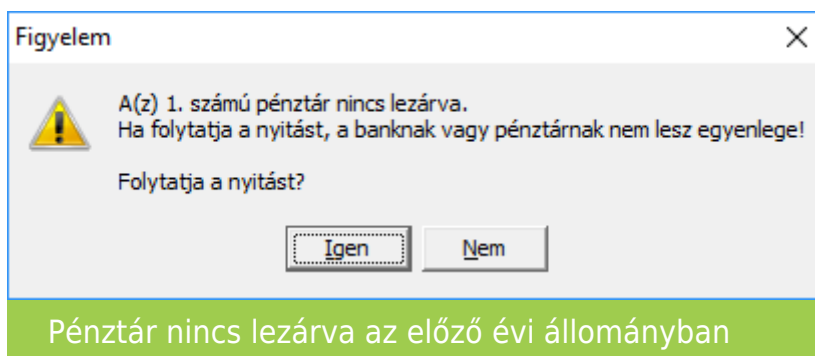 Figyelem
A(z) 1. számú pénztár nincs lezárva.
Ha folytatja a nyitást, a banknak vagy pénztárnak nem lesz egyenlege!
Folytatja a nyitást?
Igen
Nem
Pénztár nincs lezárva az előző évi állományban